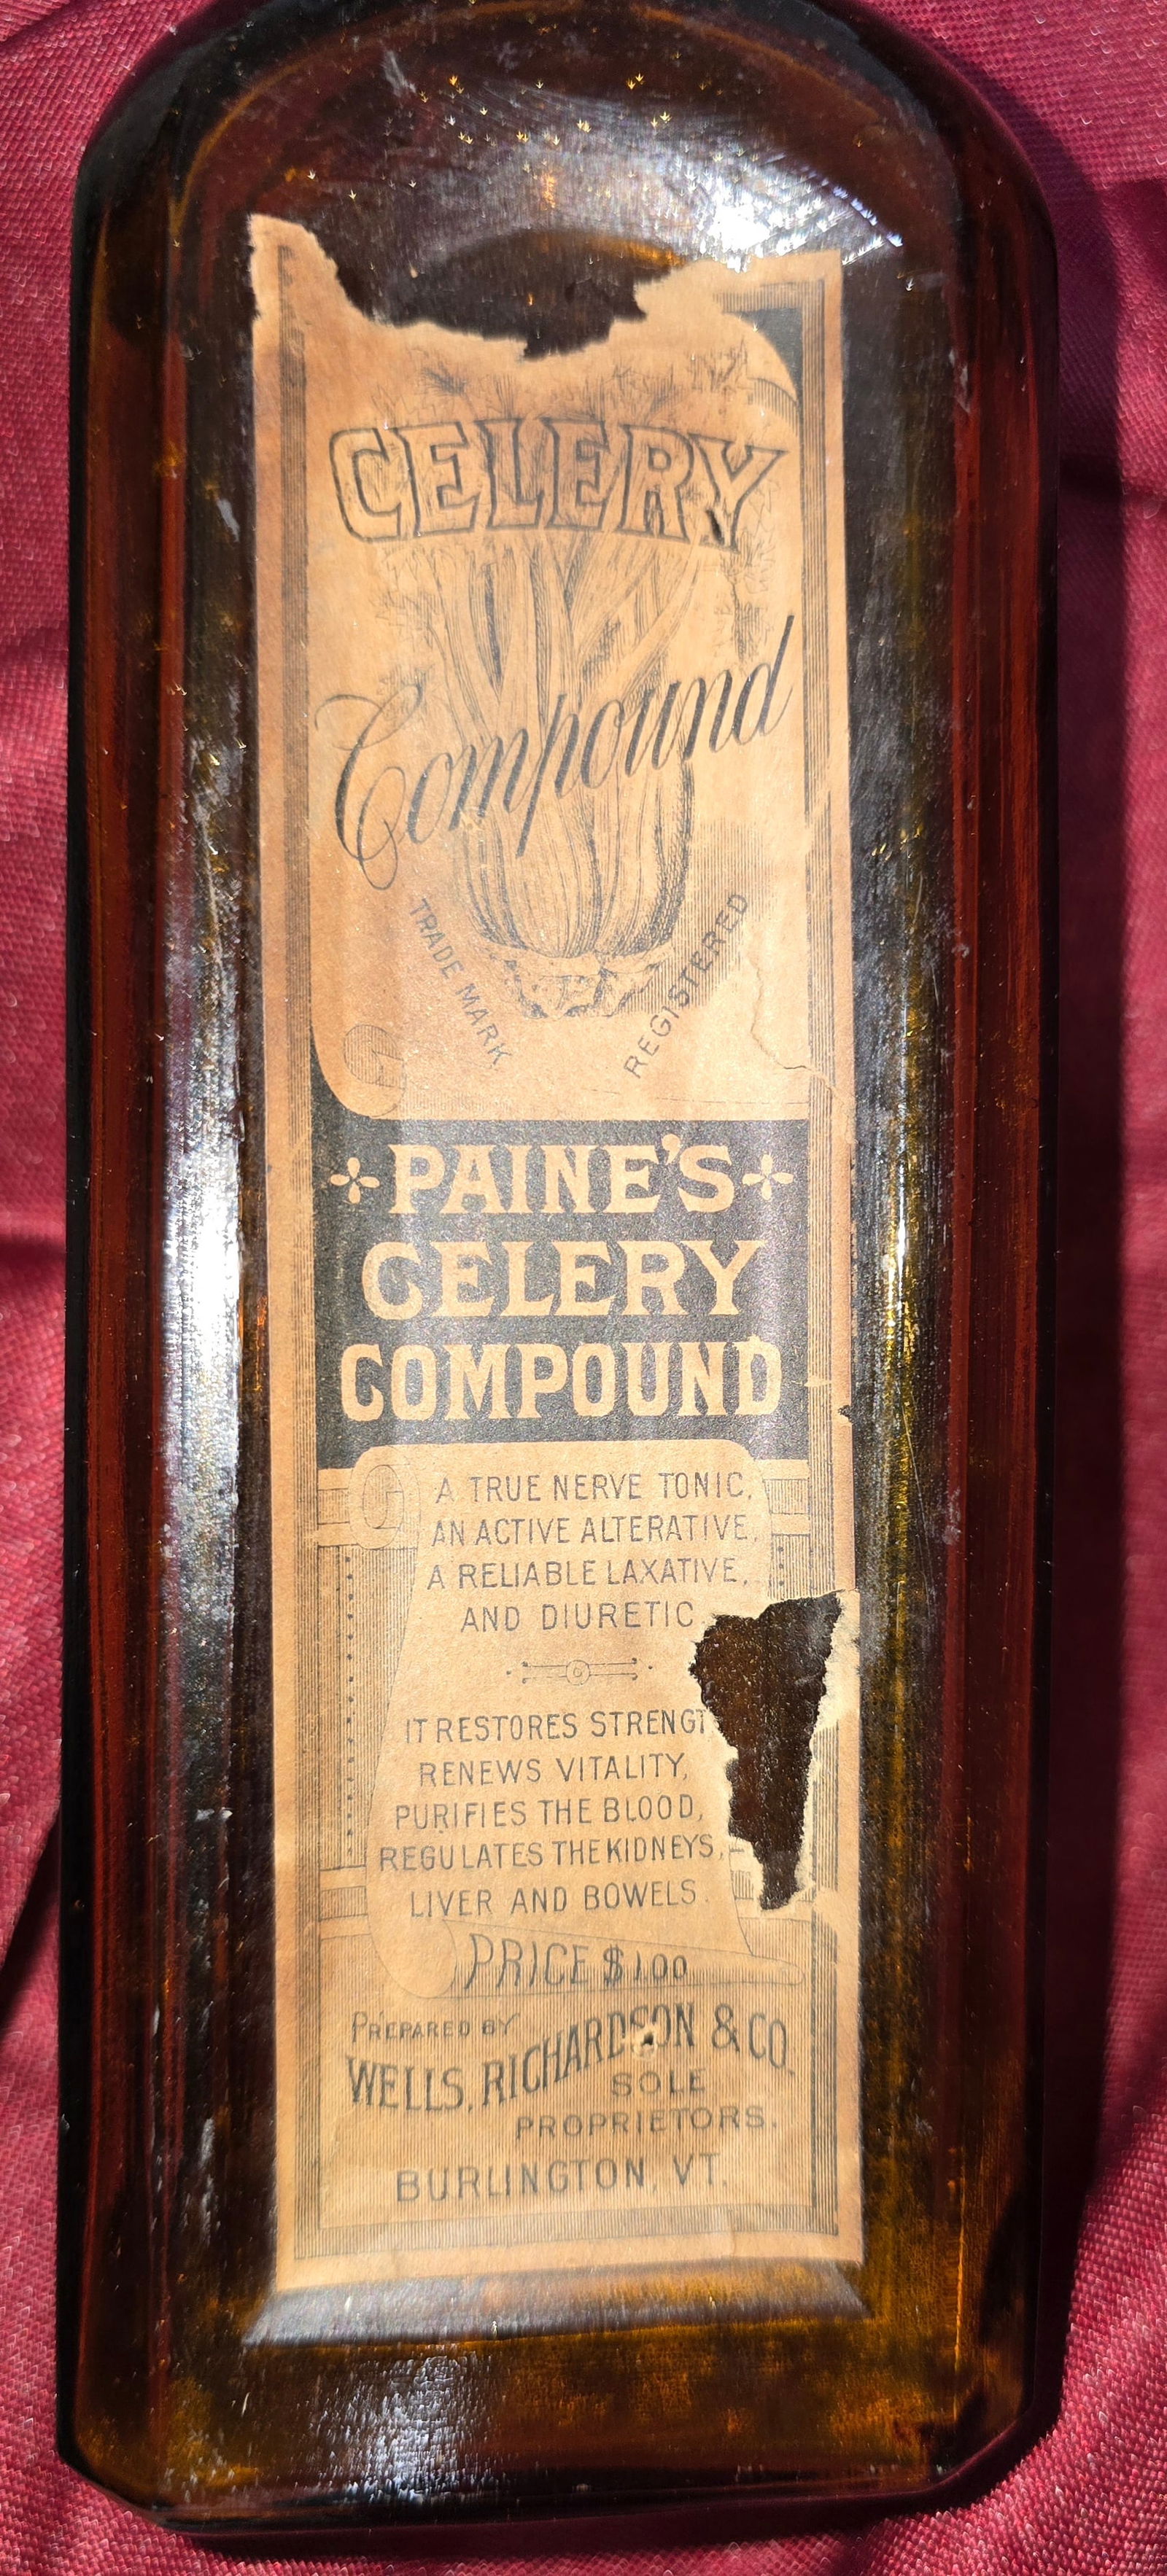 CELERY
Compound
TRADE MARK
REGISTERED
PAINE'S
CELERY
COMPOUND
A TRUE NERVE TONIC,
AN ACTIVE ALTERATIVE,
A RELIABLE LAXATIVE,
AND DIURETIC
IT RESTORES STRENGT
RENEWS VITALITY,
PURIFIES THE BLOOD,
REGULATES THE KIDNEYS,
LIVER AND BOWELS.
PRICE $1.00
PREPARED BY
WELLS, RICHARDSON & CO.
SOLE
PROPRIETORS.
BURLINGTON, VT.